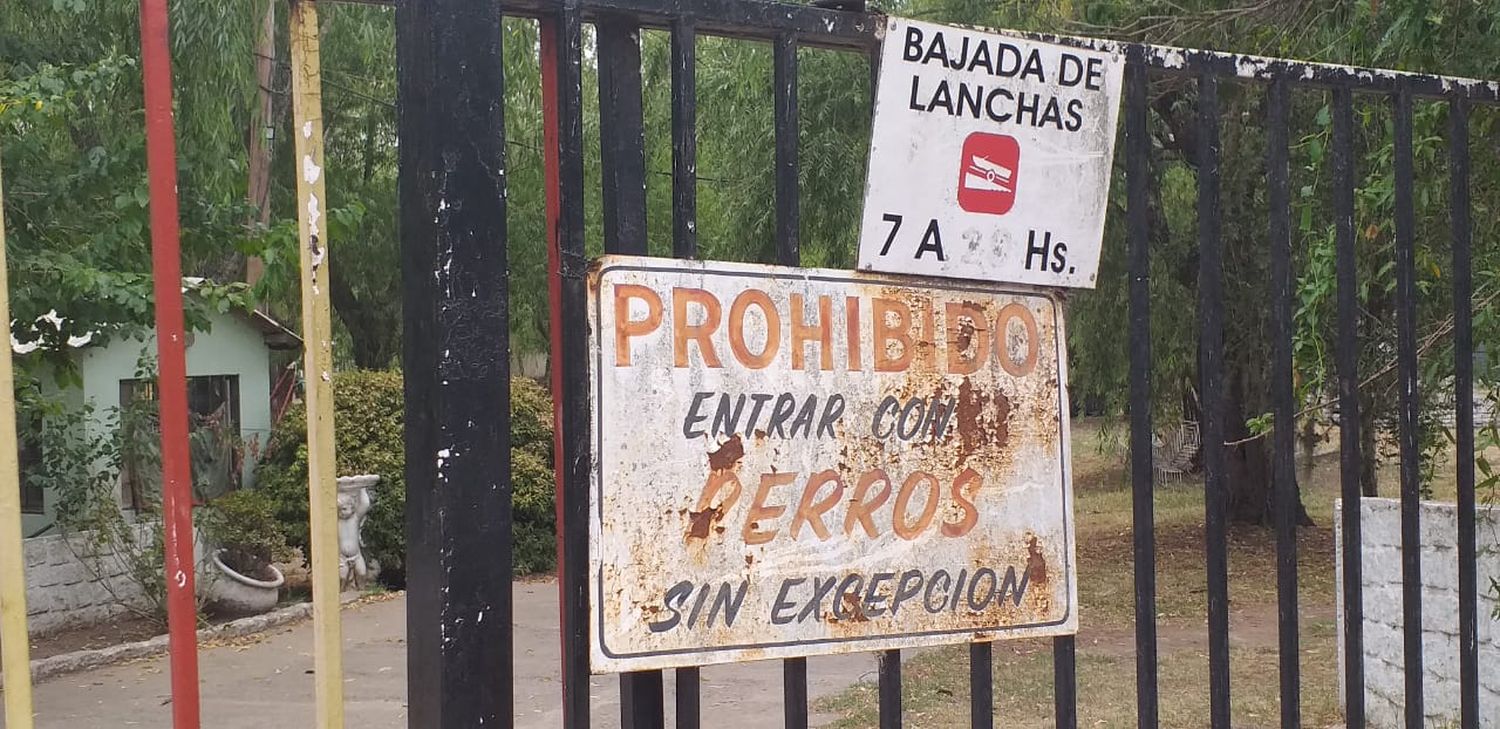 BAJADA DE
LANCHAS
7 A Hs.
PROHIBIDO
ENTRAR CON
PERROS
SIN EXCEPCION